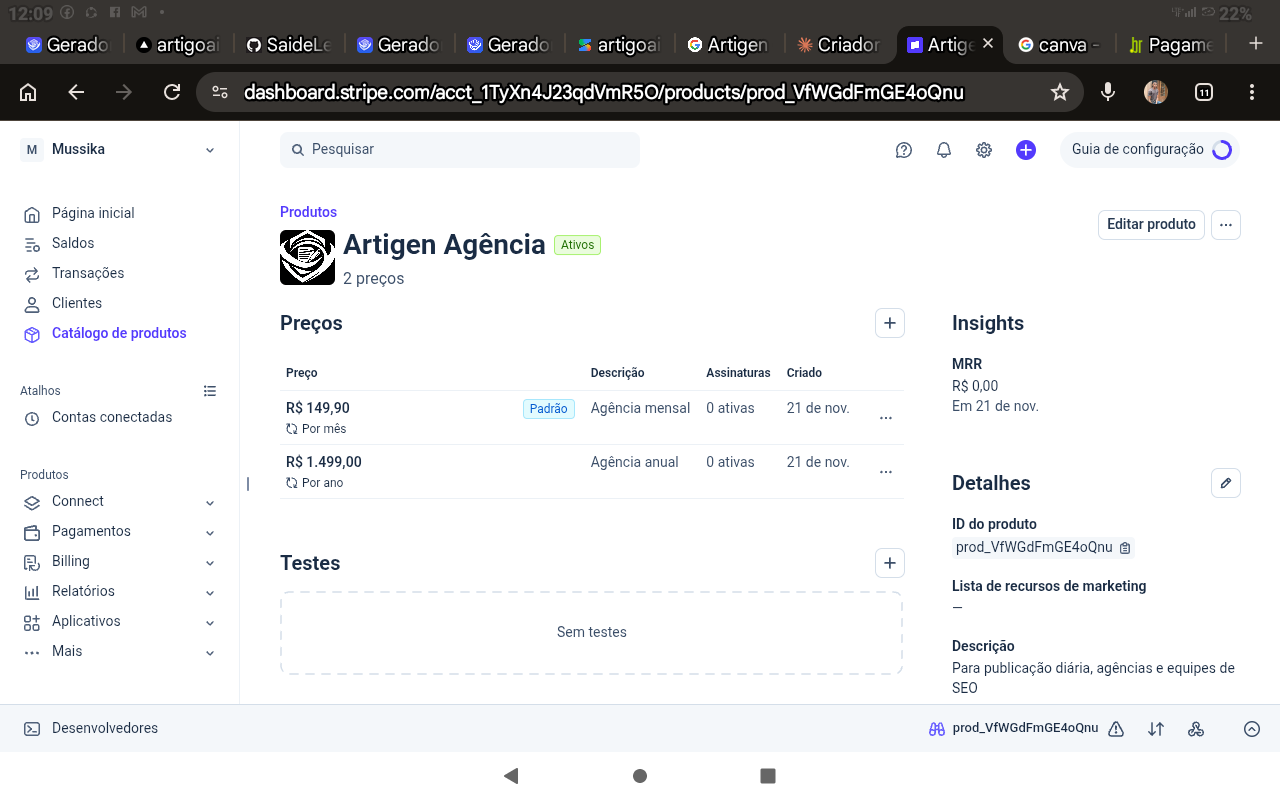 12:09
22%
Gerado
artigoai
SaideLe
Gerado
Gerado
artigoai
Artigen
Criador
Artige
canva -
Pagame
dashboard.stripe.com/acct_1TyXn4J23qdVmR5O/products/prod_VfWGdFmGE4oQnu
11
M Mussika
Pesquisar
Guia de configuração
Página inicial
Saldos
Transações
Clientes
Catálogo de produtos
Atalhos
Contas conectadas
Produtos
Connect
Pagamentos
Billing
Relatórios
Aplicativos
Mais
Produtos
Artigen Agência Ativos
2 preços
Editar produto
Preços
Preço Descrição Assinaturas Criado
R$ 149,90 Padrão Agência mensal 0 ativas 21 de nov.
Por mês
R$ 1.499,00 Agência anual 0 ativas 21 de nov.
Por ano
Testes
Sem testes
Insights
MRR
R$ 0,00
Em 21 de nov.
Detalhes
ID do produto
prod_VfWGdFmGE4oQnu
Lista de recursos de marketing
—
Descrição
Para publicação diária, agências e equipes de
SEO
Desenvolvedores
prod_VfWGdFmGE4oQnu